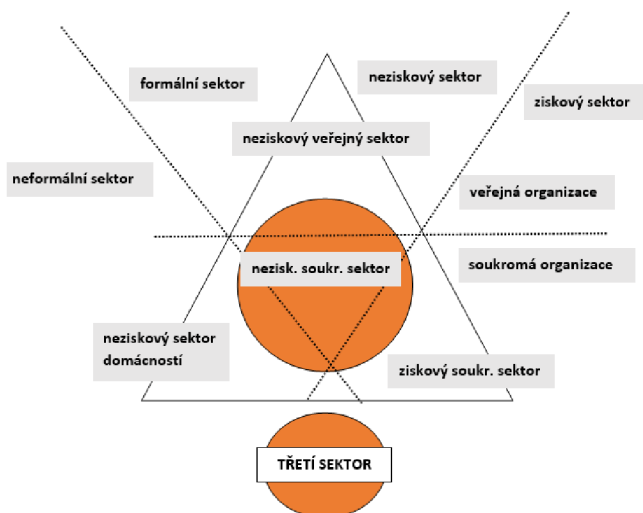 neziskový sektor
formální sektor
ziskový sektor
neziskový veřejný sektor
neformální sektor
veřejná organizace
soukromá organizace
nezisk. soukr. sektor
neziskový sektor
domácností
ziskový soukr. sektor
TŘETÍ SEKTOR